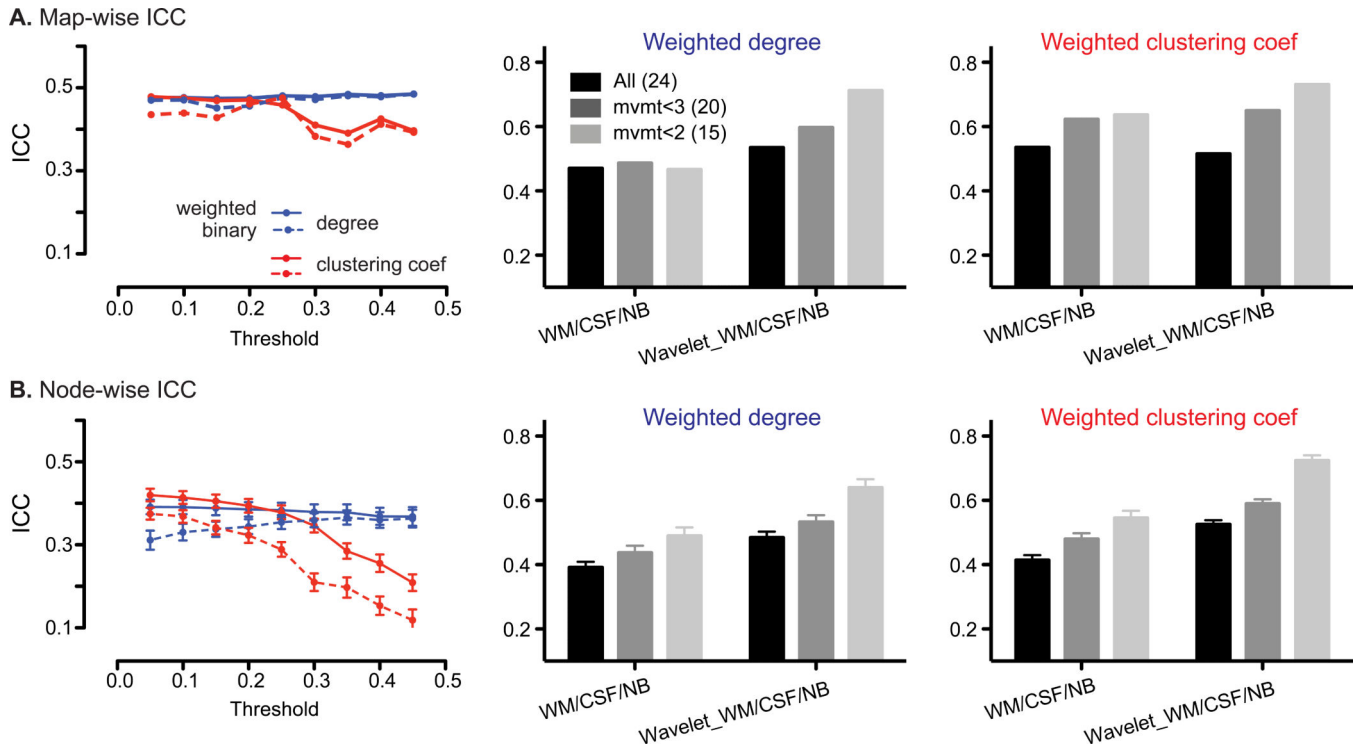 A. Map-wise ICC
0.5
0.3
0.1
ICC
weighted
binary
degree
clustering coef
0.0 0.1 0.2 0.3 0.4 0.5
Threshold
Weighted degree
0.8
0.6
0.4
0.2
All (24)
mvmt<3 (20)
mvmt<2 (15)
WM/CSF/NB
Wavelet_WM/CSF/NB
Weighted clustering coef
0.8
0.6
0.4
0.2
WM/CSF/NB
Wavelet_WM/CSF/NB
B. Node-wise ICC
0.5
0.3
0.1
ICC
0.0 0.1 0.2 0.3 0.4 0.5
Threshold
Weighted degree
0.8
0.6
0.4
0.2
WM/CSF/NB
Wavelet_WM/CSF/NB
Weighted clustering coef
0.8
0.6
0.4
0.2
WM/CSF/NB
Wavelet_WM/CSF/NB